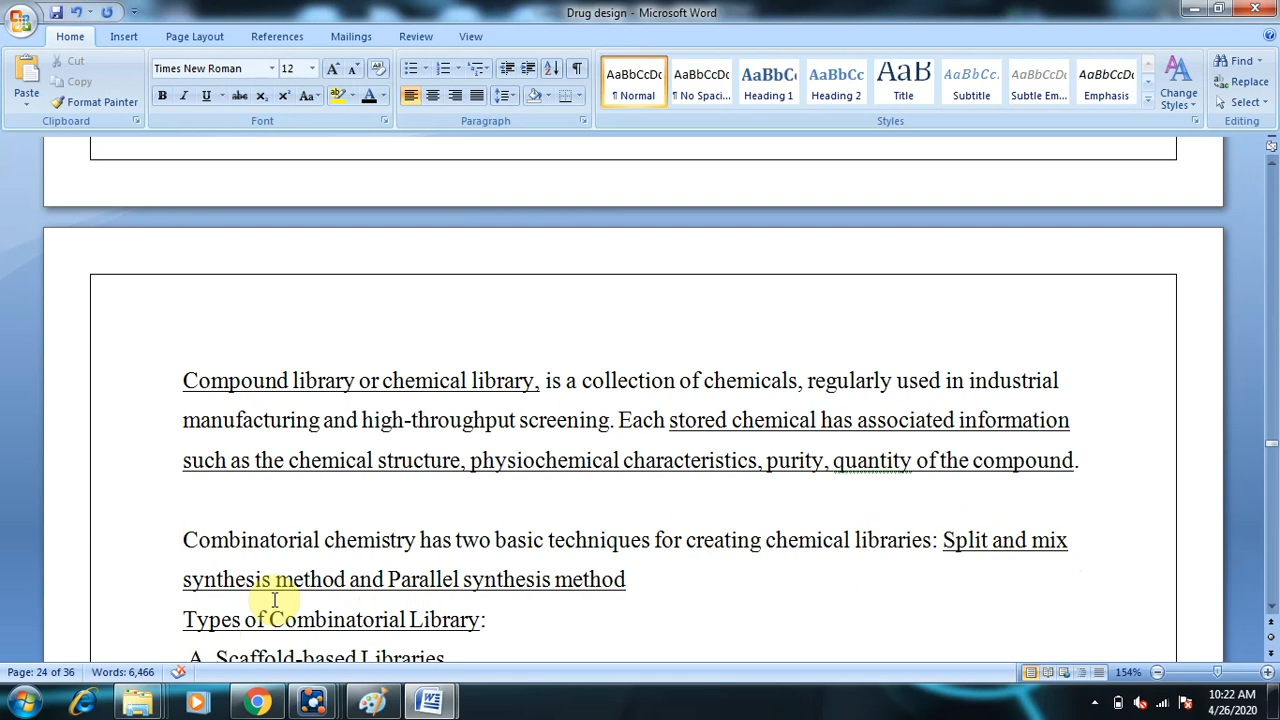 Drug design - Microsoft Word
Home Insert Page Layout References Mailings Review View
Paste
Cut
Copy
Format Painter
Clipboard
Times New Roman 12
B I U abc x₂ x² Aa
Font
Paragraph
AaBbCcDc AaBbCcDc AaBbC AaBbCc AaB AaBbCc. AaBbCcDc AaBbCcDc
¶ Normal ¶ No Spaci... Heading 1 Heading 2 Title Subtitle Subtle Em... Emphasis
Change
Styles
Styles
Find
Replace
Select
Editing
Compound library or chemical library, is a collection of chemicals, regularly used in industrial
manufacturing and high-throughput screening. Each stored chemical has associated information
such as the chemical structure, physiochemical characteristics, purity, quantity of the compound.
Combinatorial chemistry has two basic techniques for creating chemical libraries: Split and mix
synthesis method and Parallel synthesis method
Types of Combinatorial Library:
A. Scaffold-based Libraries
Page: 24 of 36 Words: 6,466
154%
10:22 AM
4/26/2020